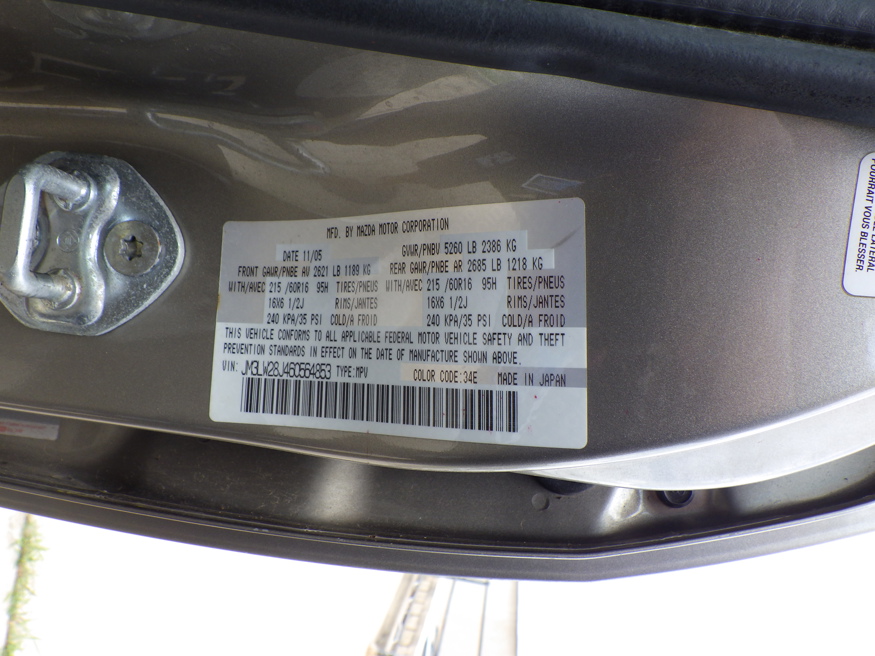 MFD. BY MAZDA MOTOR CORPORATION
DATE 11/05 GVWR/PNBV 5260 LB 2386 KG
FRONT GAWR/PNBE AV 2621 LB 1189 KG REAR GAWR/PNBE AR 2685 LB 1218 KG
WITH/AVEC 215 /60R16 95H TIRES/PNEUS WITH/AVEC 215 /60R16 95H TIRES/PNEUS
16X6 1/2J RIMS/JANTES 16X6 1/2J RIMS/JANTES
240 KPA/35 PSI COLD/A FROID 240 KPA/35 PSI COLD/A FROID
THIS VEHICLE CONFORMS TO ALL APPLICABLE FEDERAL MOTOR VEHICLE SAFETY AND THEFT
PREVENTION STANDARDS IN EFFECT ON THE DATE OF MANUFACTURE SHOWN ABOVE.
VIN: JM3LW28J460564853 TYPE:MPV COLOR CODE:34E MADE IN JAPAN
POURRAIT VOUS BLESSER.